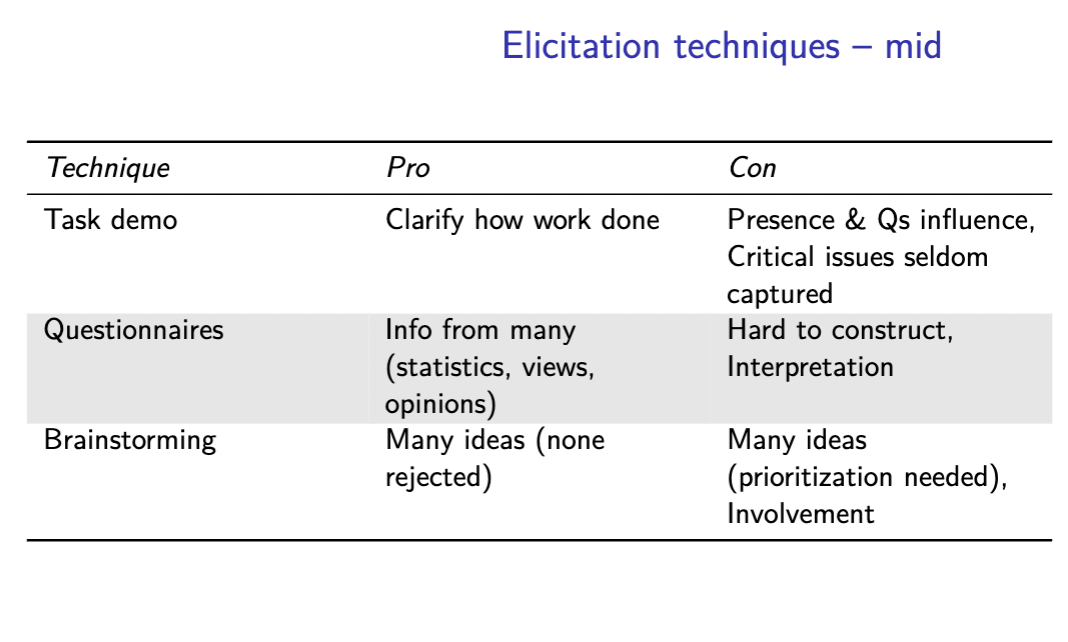 Elicitation techniques – mid
Technique Pro Con
Task demo Clarify how work done Presence & Qs influence,
Critical issues seldom
captured
Questionnaires Info from many Hard to construct,
(statistics, views, Interpretation
opinions)
Brainstorming Many ideas (none Many ideas
rejected) (prioritization needed),
Involvement